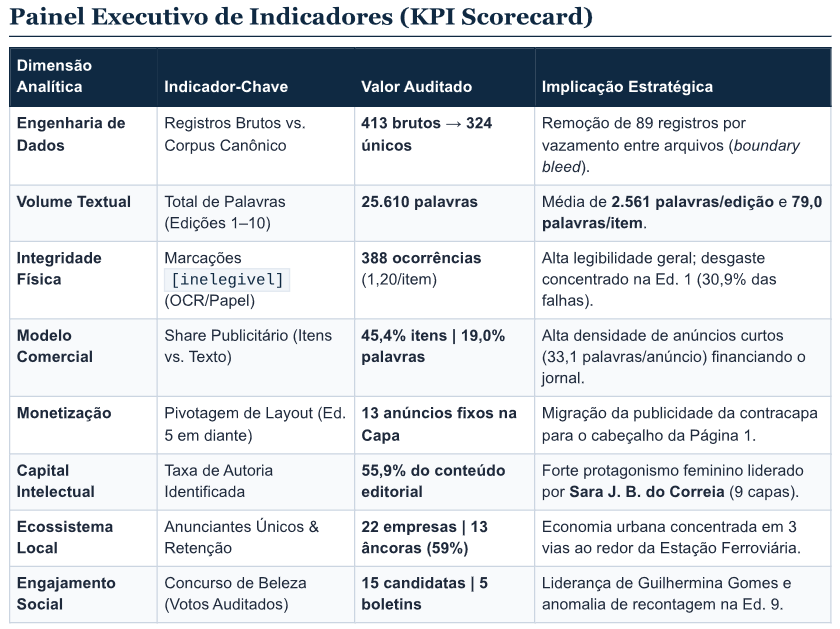 Painel Executivo de Indicadores (KPI Scorecard)
Dimensão
Analítica
Indicador-Chave
Valor Auditado
Implicação Estratégica
Engenharia de
Dados
Registros Brutos vs.
Corpus Canônico
413 brutos → 324
únicos
Remoção de 89 registros por
vazamento entre arquivos (boundary
bleed).
Volume Textual
Total de Palavras
(Edições 1–10)
25.610 palavras
Média de 2.561 palavras/edição e 79,0
palavras/item.
Integridade
Física
Marcações
[inelegivel]
(OCR/Papel)
388 ocorrências
(1,20/item)
Alta legibilidade geral; desgaste
concentrado na Ed. 1 (30,9% das
falhas).
Modelo
Comercial
Share Publicitário (Itens
vs. Texto)
45,4% itens | 19,0%
palavras
Alta densidade de anúncios curtos
(33,1 palavras/anúncio) financiando o
jornal.
Monetização
Pivotagem de Layout (Ed.
5 em diante)
13 anúncios fixos na
Capa
Migração da publicidade da contracapa
para o cabeçalho da Página 1.
Capital
Intelectual
Taxa de Autoria
Identificada
55,9% do conteúdo
editorial
Forte protagonismo feminino liderado
por Sara J. B. do Correia (9 capas).
Ecossistema
Local
Anunciantes Únicos &
Retenção
22 empresas | 13
âncoras (59%)
Economia urbana concentrada em 3
vias ao redor da Estação Ferroviária.
Engajamento
Social
Concurso de Beleza
(Votos Auditados)
15 candidatas | 5
boletins
Liderança de Guilhermina Gomes e
anomalia de recontagem na Ed. 9.